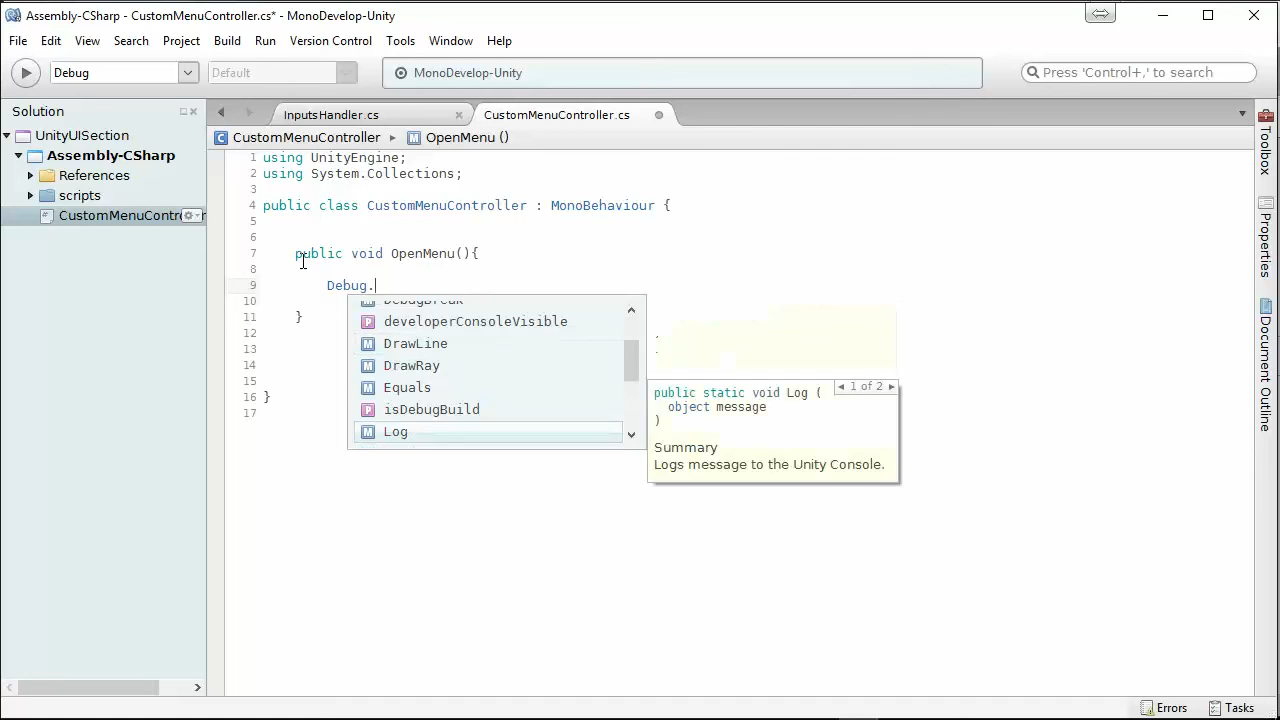 Assembly-CSharp - CustomMenuController.cs* - MonoDevelop-Unity
File Edit View Search Project Build Run Version Control Tools Window Help
Debug Default MonoDevelop-Unity Press 'Control+,' to search
Solution
InputsHandler.cs CustomMenuController.cs
CustomMenuController OpenMenu ()
UnityUISection
Assembly-CSharp
References
scripts
CustomMenuContr
1 using UnityEngine;
2 using System.Collections;
3
4 public class CustomMenuController : MonoBehaviour {
5
6
7 public void OpenMenu(){
8
9 Debug.
10
11 }
12
13
14
15
16 }
17
DebugBreak
developerConsoleVisible
DrawLine
DrawRay
Equals
isDebugBuild
Log
1 of 2
public static void Log (
object message
)
Summary
Logs message to the Unity Console.
Toolbox
Properties
Document Outline
Errors Tasks